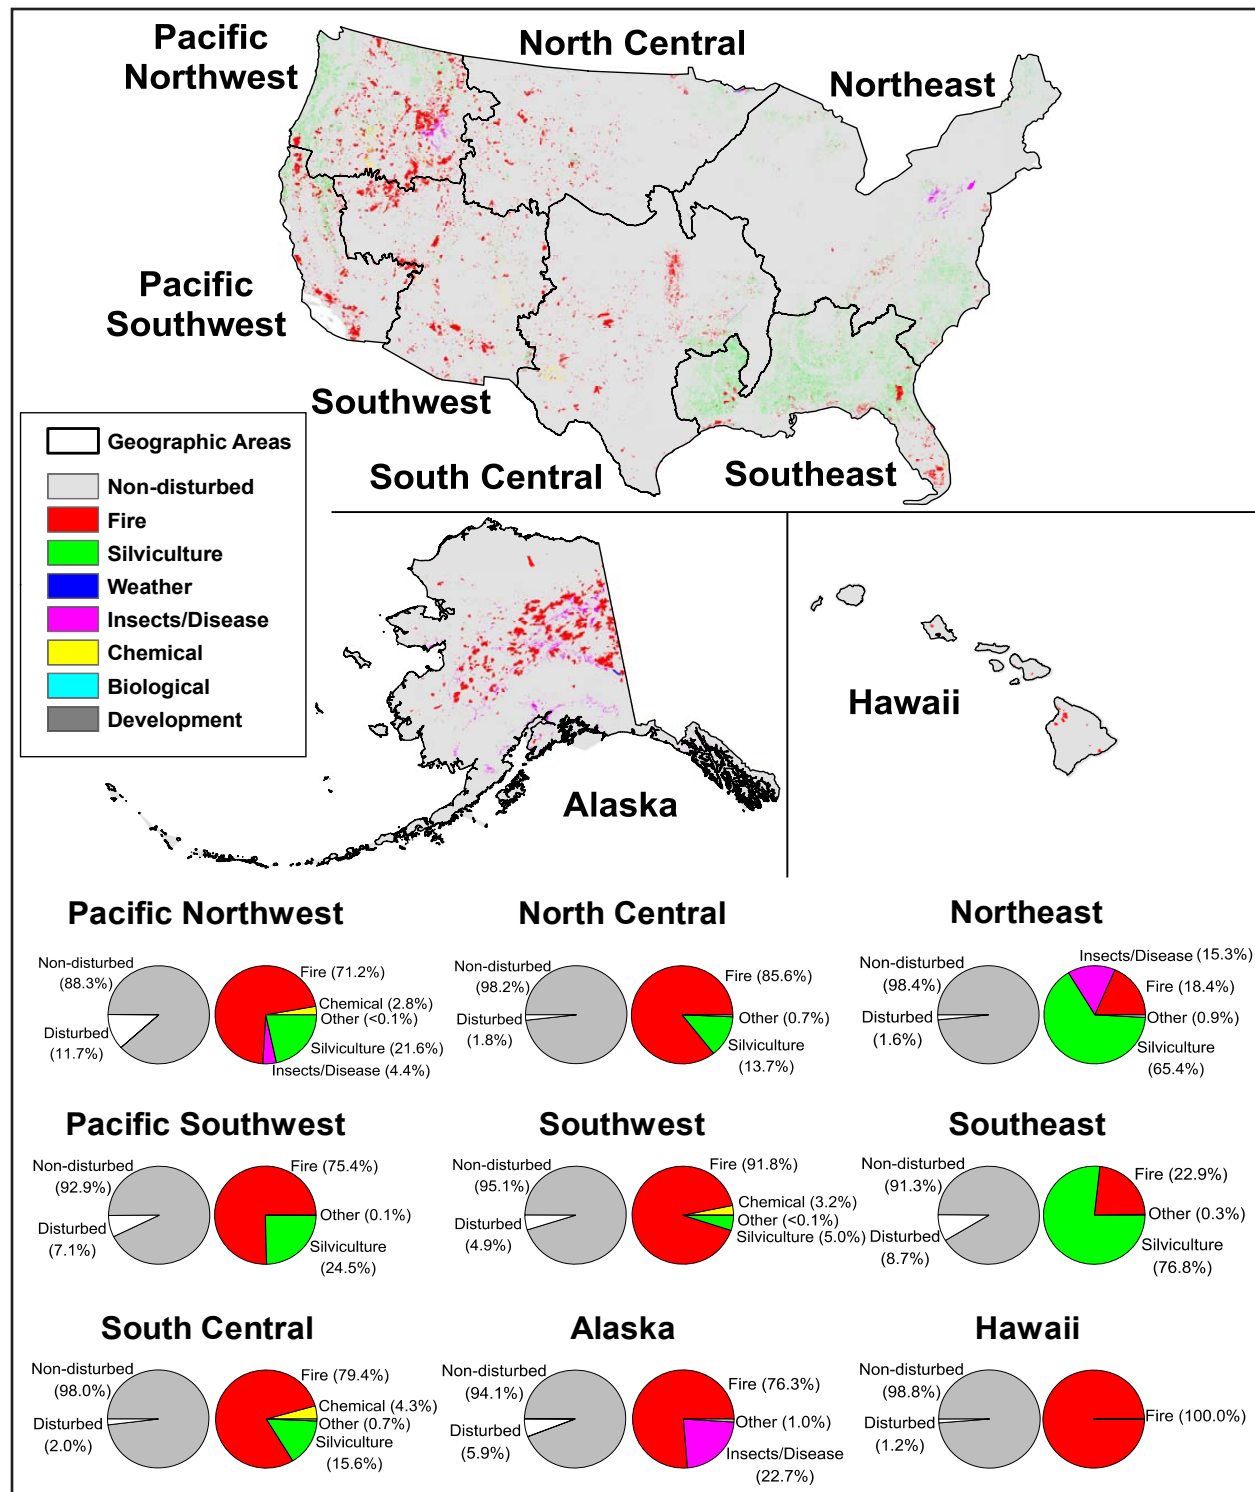 Pacific
Northwest
North Central
Northeast
Pacific
Southwest
Southwest
South Central
Southeast
Geographic Areas
Non-disturbed
Fire
Silviculture
Weather
Insects/Disease
Chemical
Biological
Development
Alaska
Hawaii
Pacific Northwest
Non-disturbed
(88.3%)
Disturbed
(11.7%)
Fire (71.2%)
Chemical (2.8%)
Other (<0.1%)
Silviculture (21.6%)
Insects/Disease (4.4%)
North Central
Non-disturbed
(98.2%)
Disturbed
(1.8%)
Fire (85.6%)
Other (0.7%)
Silviculture
(13.7%)
Northeast
Non-disturbed
(98.4%)
Disturbed
(1.6%)
Insects/Disease (15.3%)
Fire (18.4%)
Other (0.9%)
Silviculture
(65.4%)
Pacific Southwest
Non-disturbed
(92.9%)
Disturbed
(7.1%)
Fire (75.4%)
Other (0.1%)
Silviculture
(24.5%)
Southwest
Non-disturbed
(95.1%)
Disturbed
(4.9%)
Fire (91.8%)
Chemical (3.2%)
Other (<0.1%)
Silviculture (5.0%)
Southeast
Non-disturbed
(91.3%)
Disturbed
(8.7%)
Fire (22.9%)
Other (0.3%)
Silviculture
(76.8%)
South Central
Non-disturbed
(98.0%)
Disturbed
(2.0%)
Fire (79.4%)
Chemical (4.3%)
Other (0.7%)
Silviculture
(15.6%)
Alaska
Non-disturbed
(94.1%)
Disturbed
(5.9%)
Fire (76.3%)
Other (1.0%)
Insects/Disease
(22.7%)
Hawaii
Non-disturbed
(98.8%)
Disturbed
(1.2%)
Fire (100.0%)